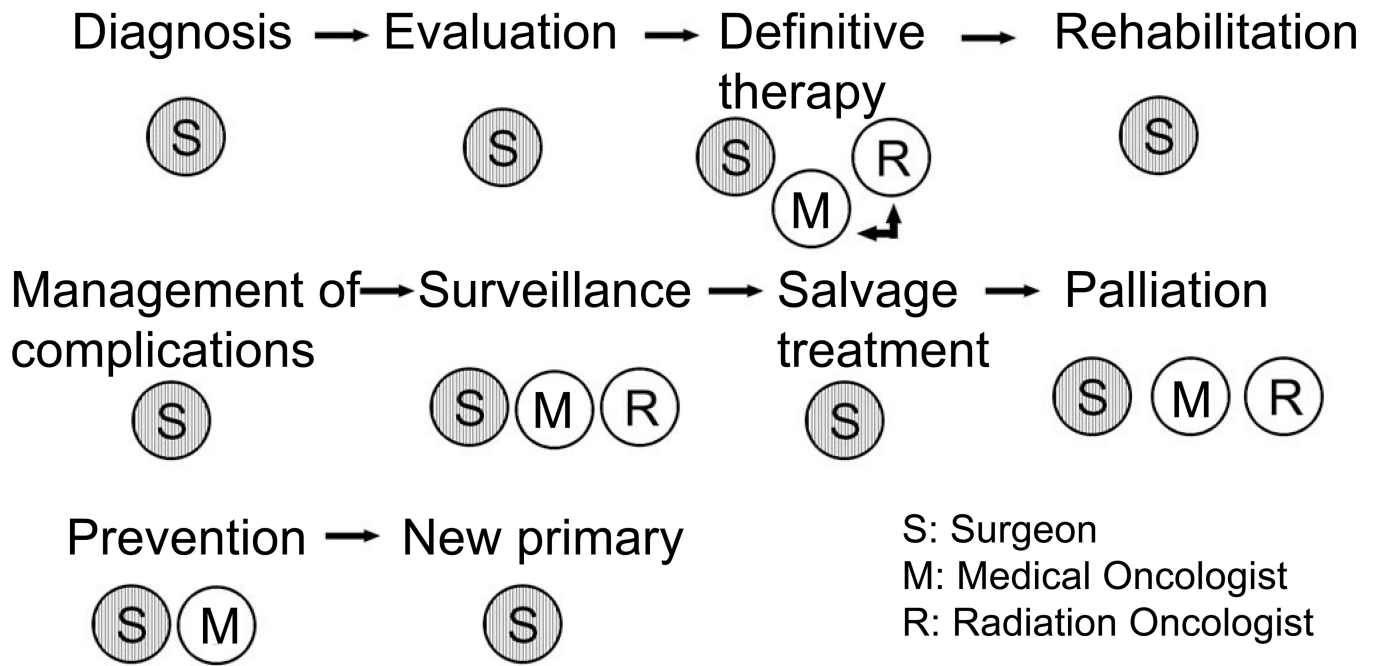 Diagnosis → Evaluation → Definitive therapy → Rehabilitation
S S S M R S
Management of complications → Surveillance → Salvage treatment → Palliation
S S M R S S M R
Prevention → New primary
S M S
S: Surgeon
M: Medical Oncologist
R: Radiation Oncologist